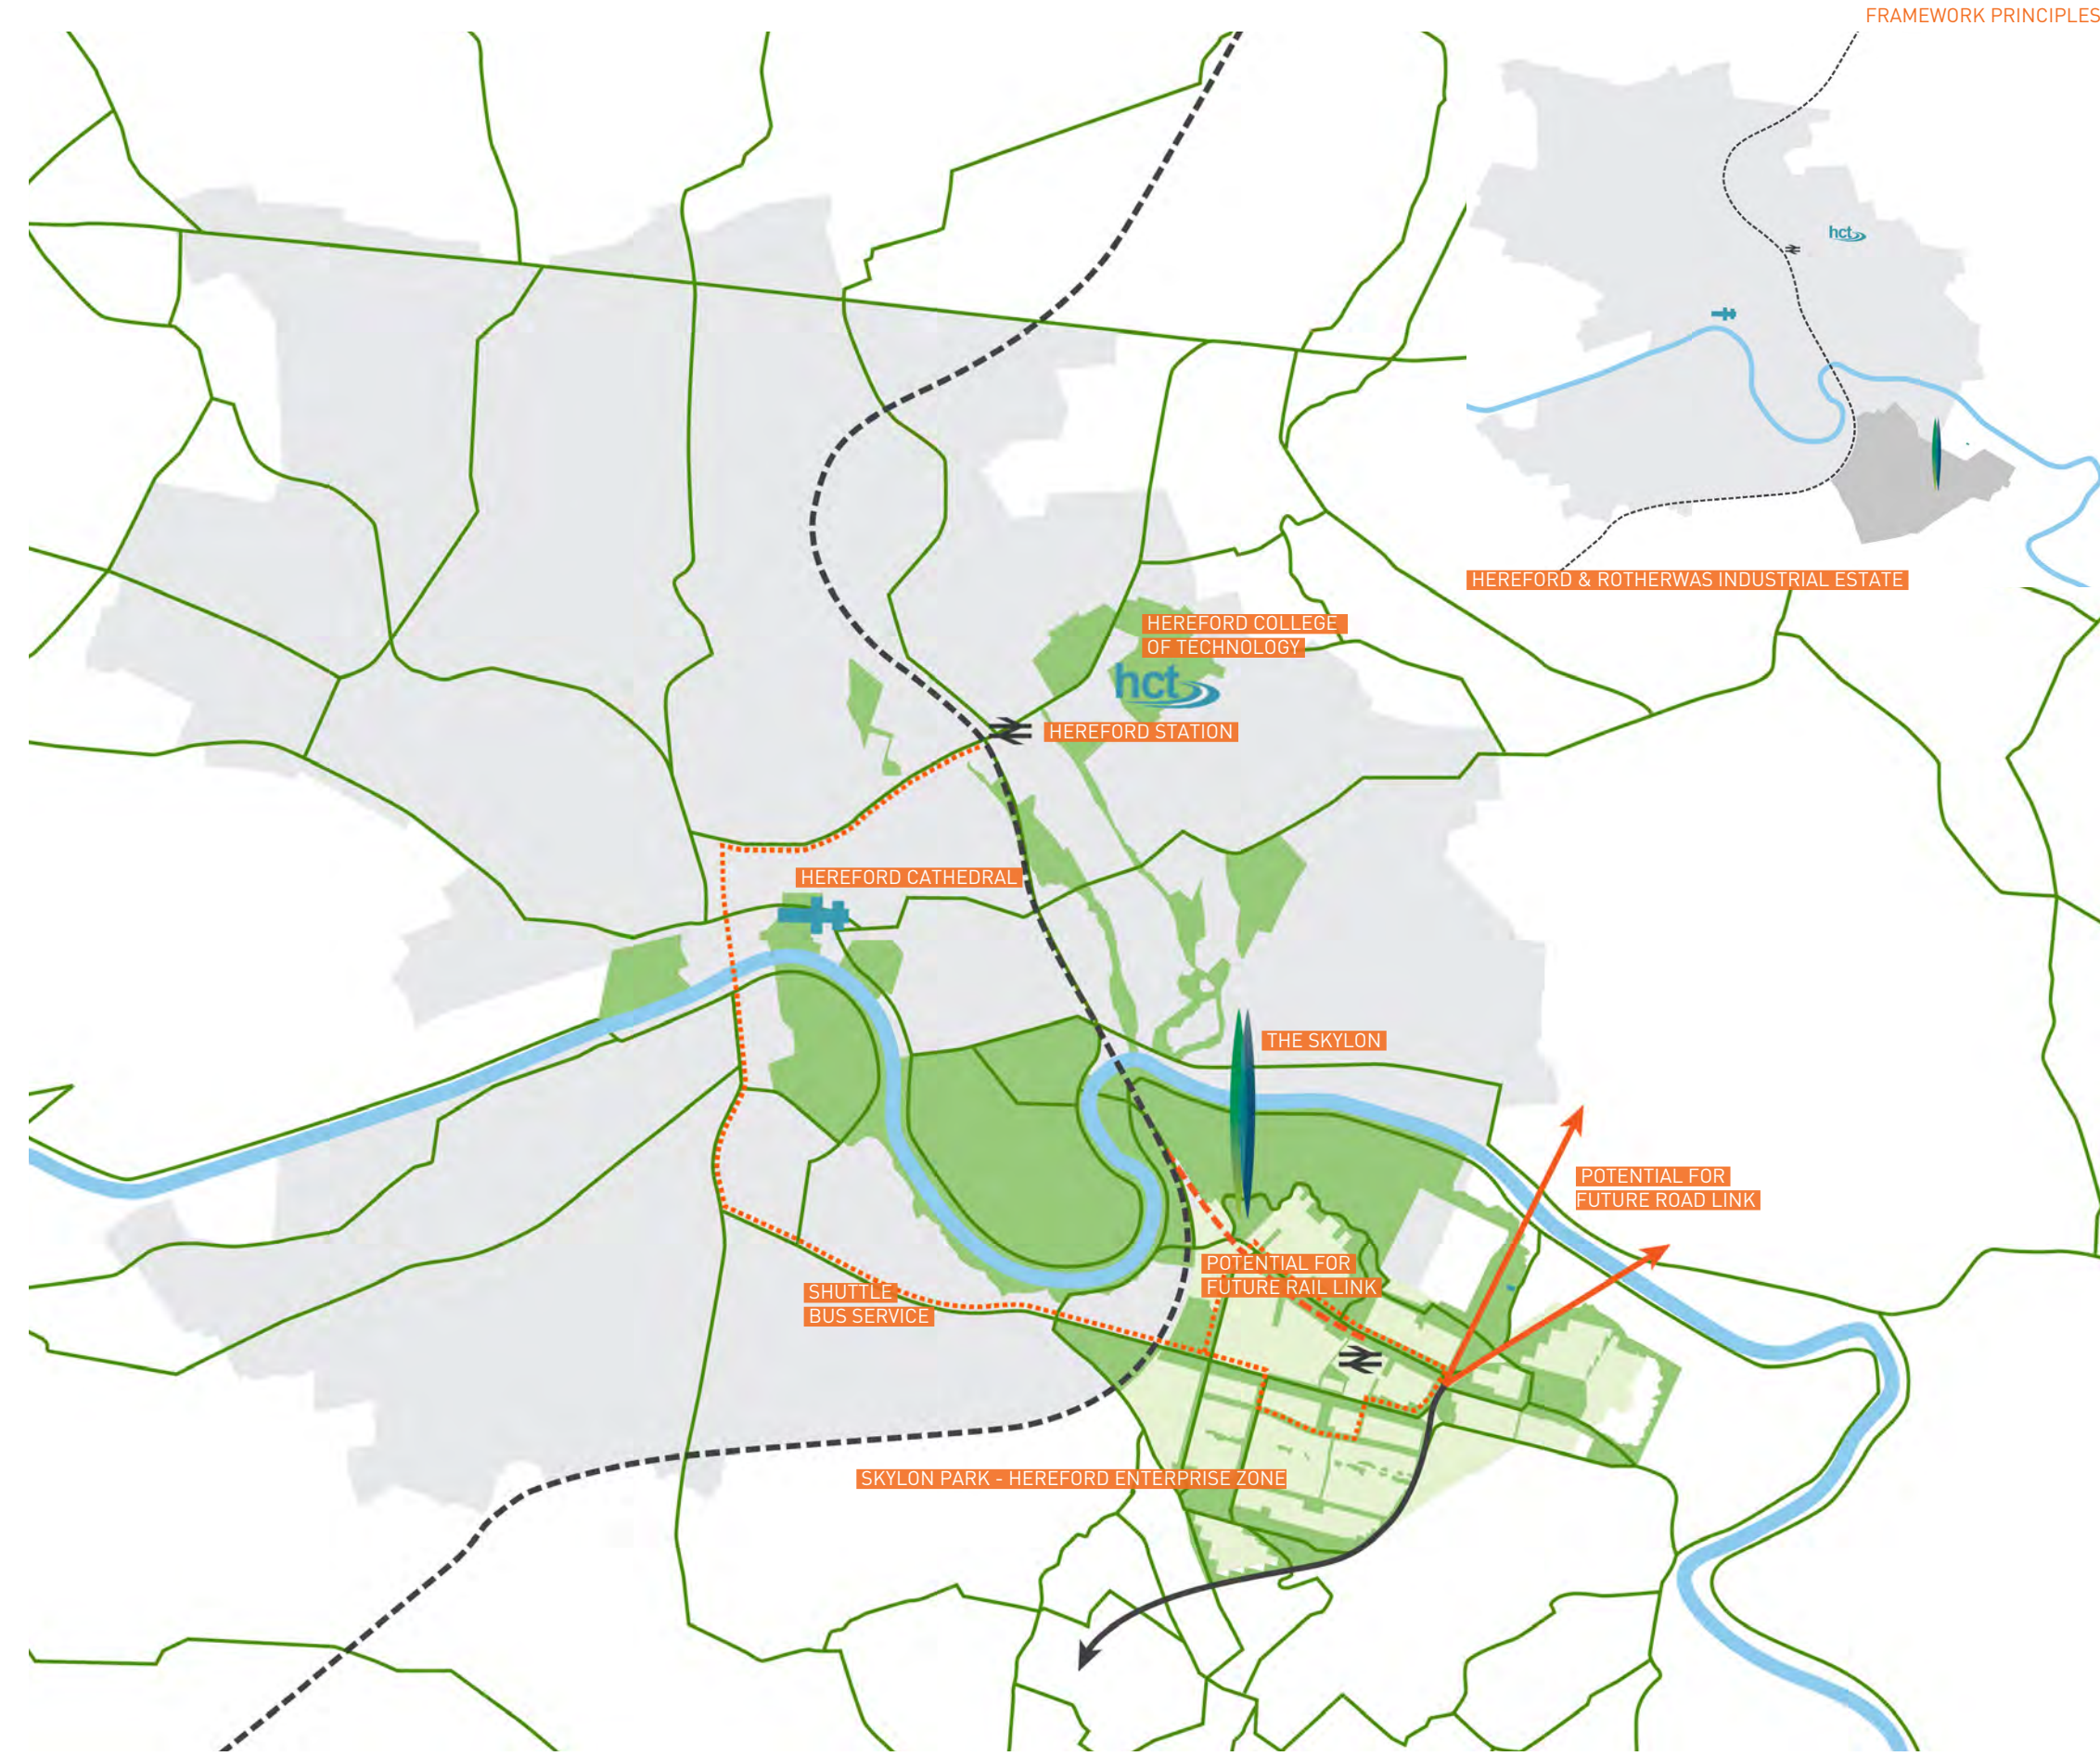 FRAMEWORK PRINCIPLES
hct
HEREFORD & ROTHERWAS INDUSTRIAL ESTATE
HEREFORD COLLEGE
OF TECHNOLOGY
hct
HEREFORD STATION
HEREFORD CATHEDRAL
THE SKYLON
POTENTIAL FOR
FUTURE ROAD LINK
POTENTIAL FOR
FUTURE RAIL LINK
SHUTTLE
BUS SERVICE
SKYLON PARK - HEREFORD ENTERPRISE ZONE